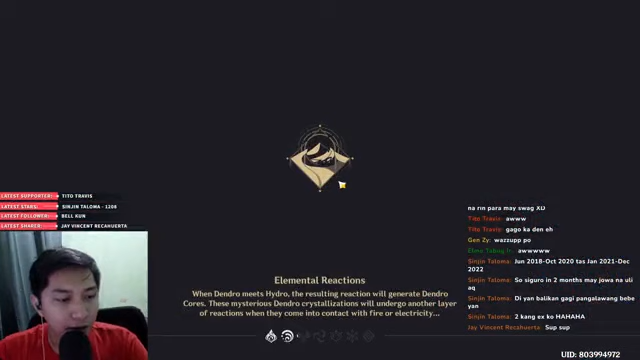 LATEST SUPPORTER: TITO TRAVIS
LATEST STARS: SINJIN TALOMA - 1208
LATEST FOLLOWER: BELL KUN
LATEST SHARER: JAY VINCENT RECAHUERTA
Elemental Reactions
When Dendro meets Hydro, the resulting reaction will generate Dendro
Cores. These mysterious Dendro crystallizations will undergo another layer
of reactions when they come into contact with fire or electricity...
na rin para may swag XD
Tito Travis: awww
Tito Travis: gago ka den eh
Gen Zy: wazzupp po
awwwww
Sinjin Taloma: Jun 2018-Oct 2020 tas Jan 2021-Dec
2022
Sinjin Taloma: So siguro in 2 months may jowa na uli
aq
Sinjin Taloma: Di yan balikan gagi pangalawang bebe
yan
Sinjin Taloma: 2 kang ex ko HAHAHA
Jay Vincent Recahuerta: Sup sup
UID: 803994972